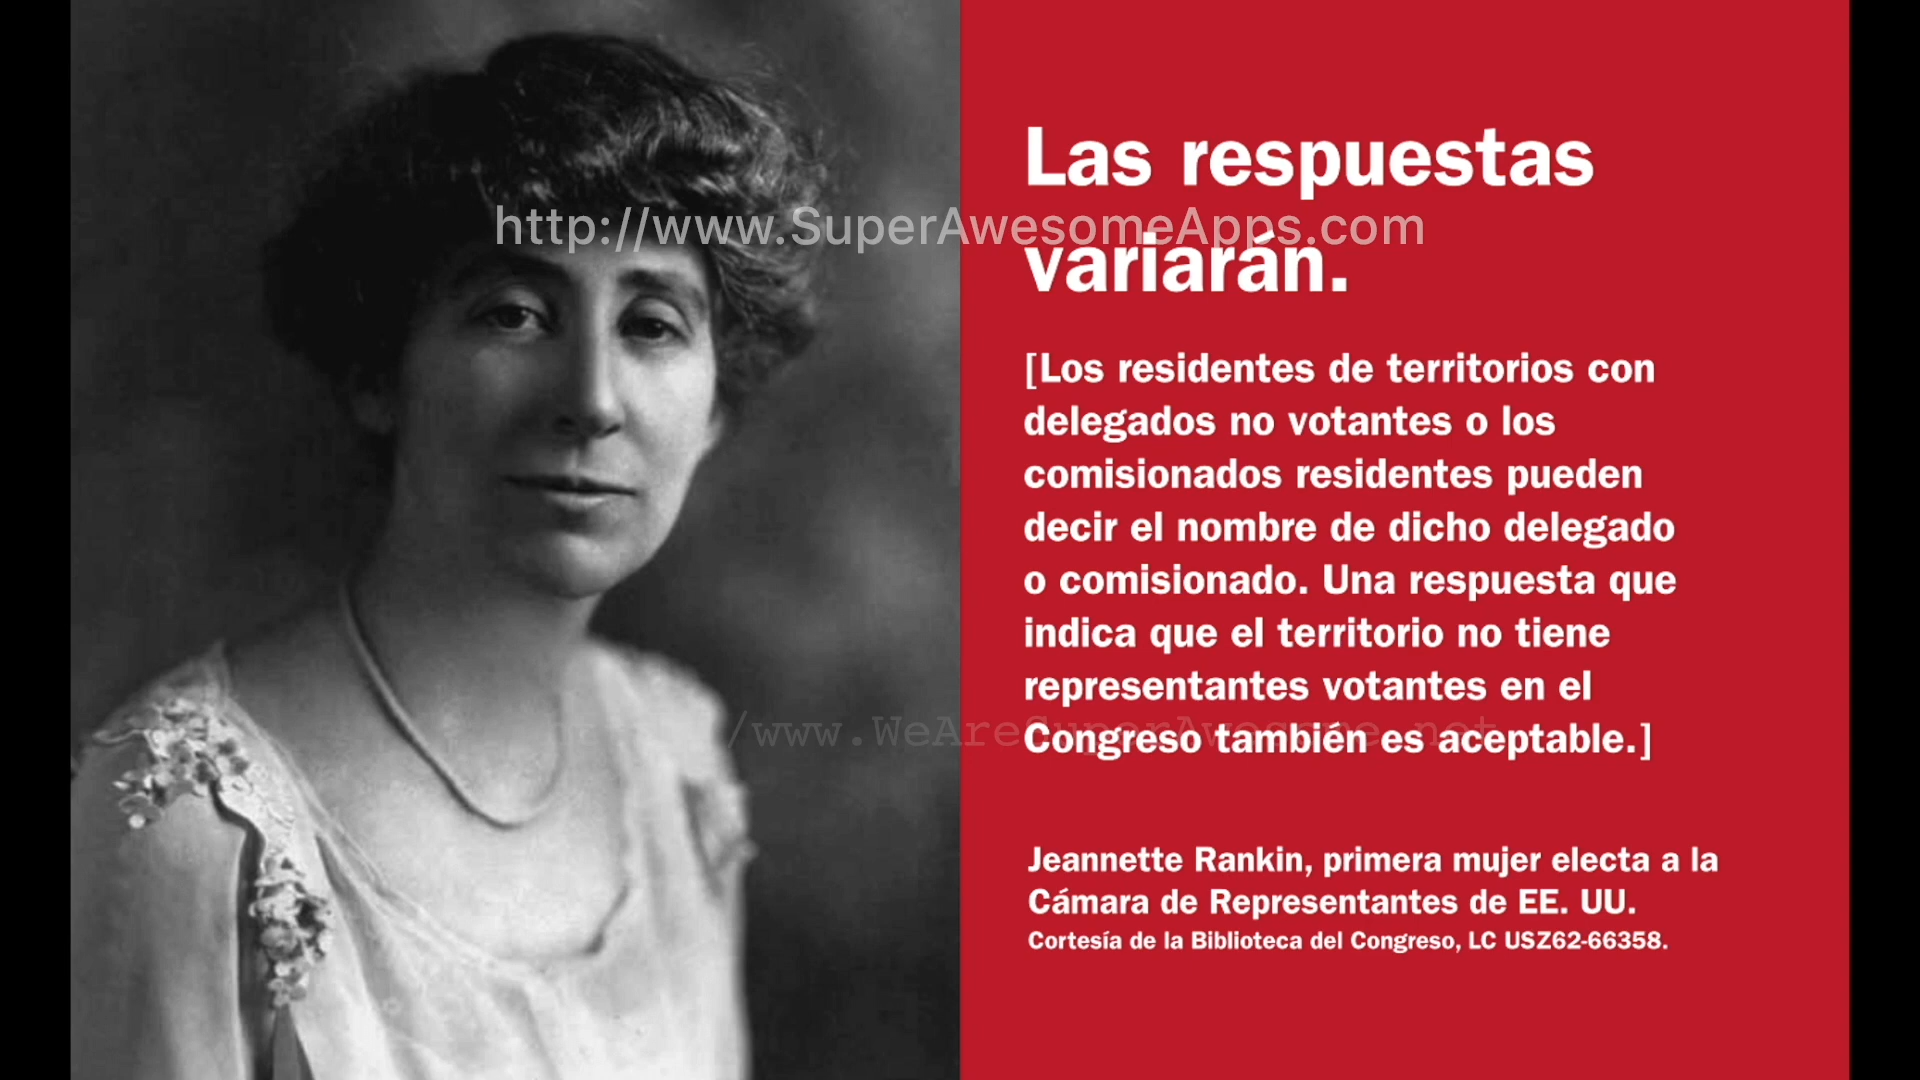 Las respuestas
http://www.SuperAwesomeApps.com
variarán.
[Los residentes de territorios con
delegados no votantes o los
comisionados residentes pueden
decir el nombre de dicho delegado
o comisionado. Una respuesta que
indica que el territorio no tiene
representantes votantes en el
/www.WeAreSuperAwesome.net
Congreso también es aceptable.]
Jeannette Rankin, primera mujer electa a la
Cámara de Representantes de EE. UU.
Cortesía de la Biblioteca del Congreso, LC USZ62-66358.